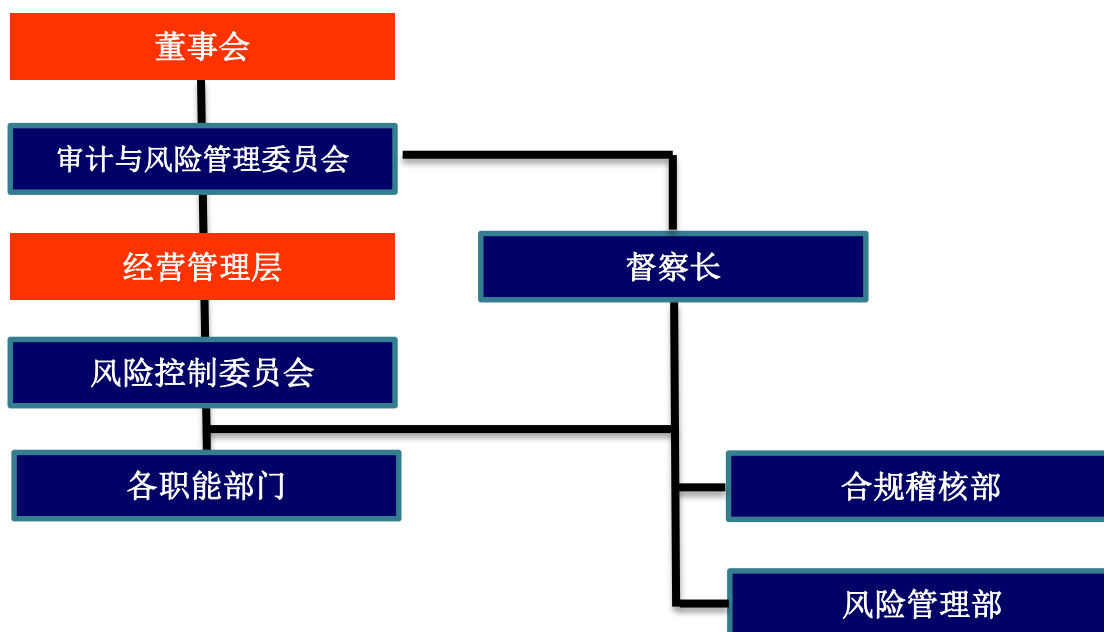 董事会
审计与风险管理委员会
经营管理层
督察长
风险控制委员会
各职能部门
合规稽核部
风险管理部